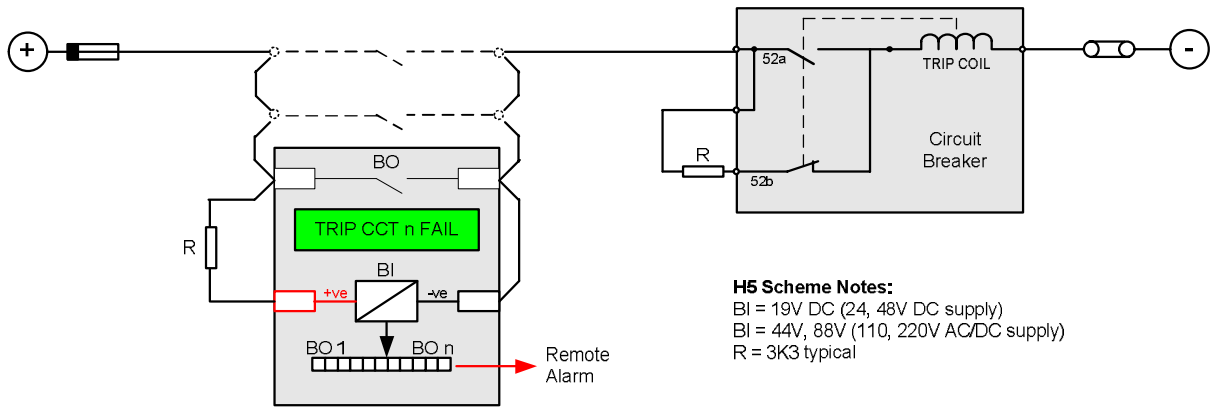 +
-
52a
TRIP COIL
BO
R
52b
Circuit
Breaker
TRIP CCT n FAIL
R
BI
+ve
-ve
H5 Scheme Notes:
BI = 19V DC (24, 48V DC supply)
BI = 44V, 88V (110, 220V AC/DC supply)
R = 3K3 typical
BO 1
BO n
Remote
Alarm